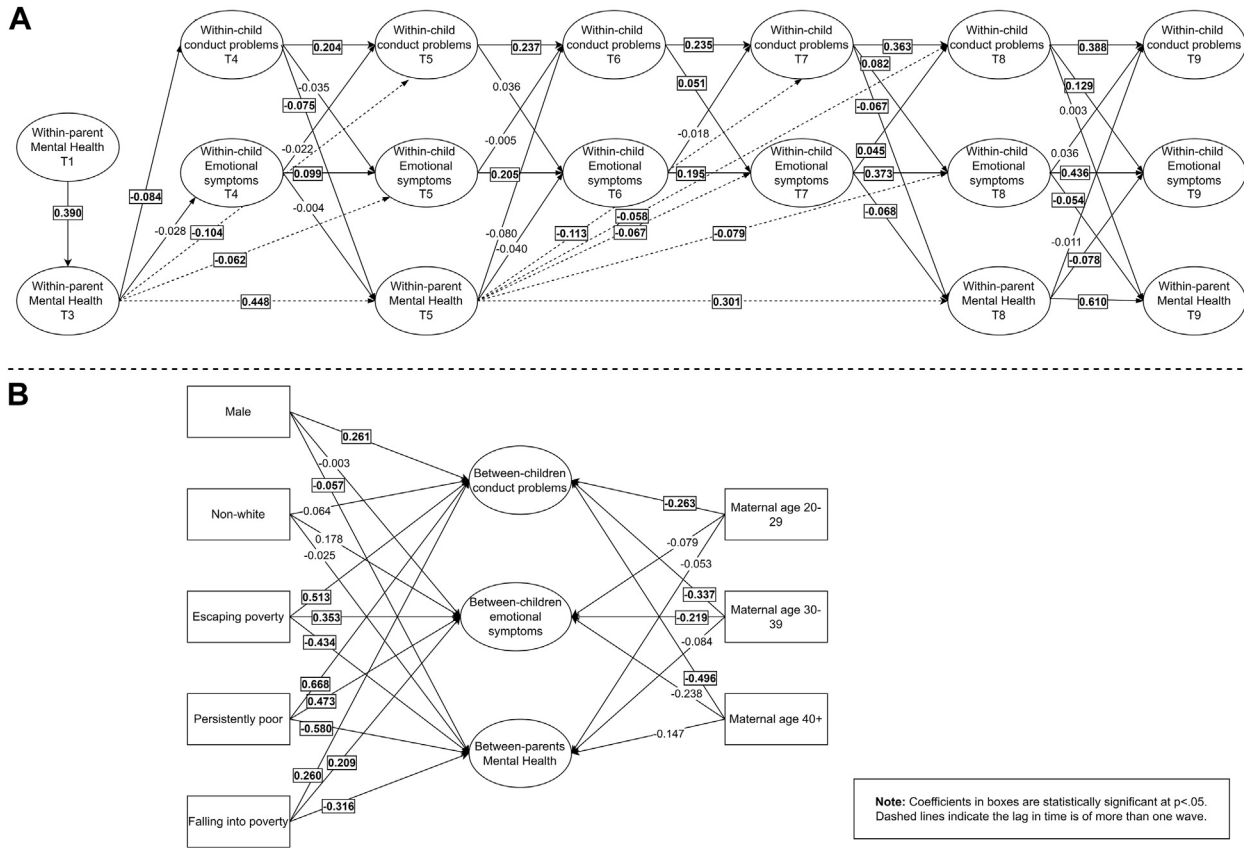 A
Within-child
conduct problems
T4
Within-child
conduct problems
T5
Within-child
conduct problems
T6
Within-child
conduct problems
T7
Within-child
conduct problems
T8
Within-child
conduct problems
T9
0.204
0.237
0.235
0.363
0.388
0.082
-0.035
0.036
0.051
0.129
-0.075
-0.067
0.003
Within-parent
Mental Health
T1
Within-child
Emotional
symptoms
T4
Within-child
Emotional
symptoms
T5
Within-child
Emotional
symptoms
T6
Within-child
Emotional
symptoms
T7
Within-child
Emotional
symptoms
T8
Within-child
Emotional
symptoms
T9
-0.022
-0.005
-0.018
0.045
0.036
0.099
0.205
0.195
0.373
0.436
0.390
-0.084
-0.004
-0.068
-0.054
-0.028
-0.104
-0.062
-0.080
-0.040
-0.113
-0.058
-0.067
-0.079
-0.011
-0.078
Within-parent
Mental Health
T3
0.448
Within-parent
Mental Health
T5
0.301
Within-parent
Mental Health
T8
0.610
Within-parent
Mental Health
T9
B
Male
Non-white
Escaping poverty
Persistently poor
Falling into poverty
0.261
-0.003
-0.057
-0.064
0.178
-0.025
0.513
0.353
-0.434
0.668
0.473
-0.580
0.209
0.260
-0.316
Between-children
conduct problems
Between-children
emotional
symptoms
Between-parents
Mental Health
-0.263
-0.079
-0.053
-0.337
-0.219
-0.084
-0.496
-0.238
-0.147
Maternal age 20-
29
Maternal age 30-
39
Maternal age 40+
Note: Coefficients in boxes are statistically significant at p<.05.
Dashed lines indicate the lag in time is of more than one wave.